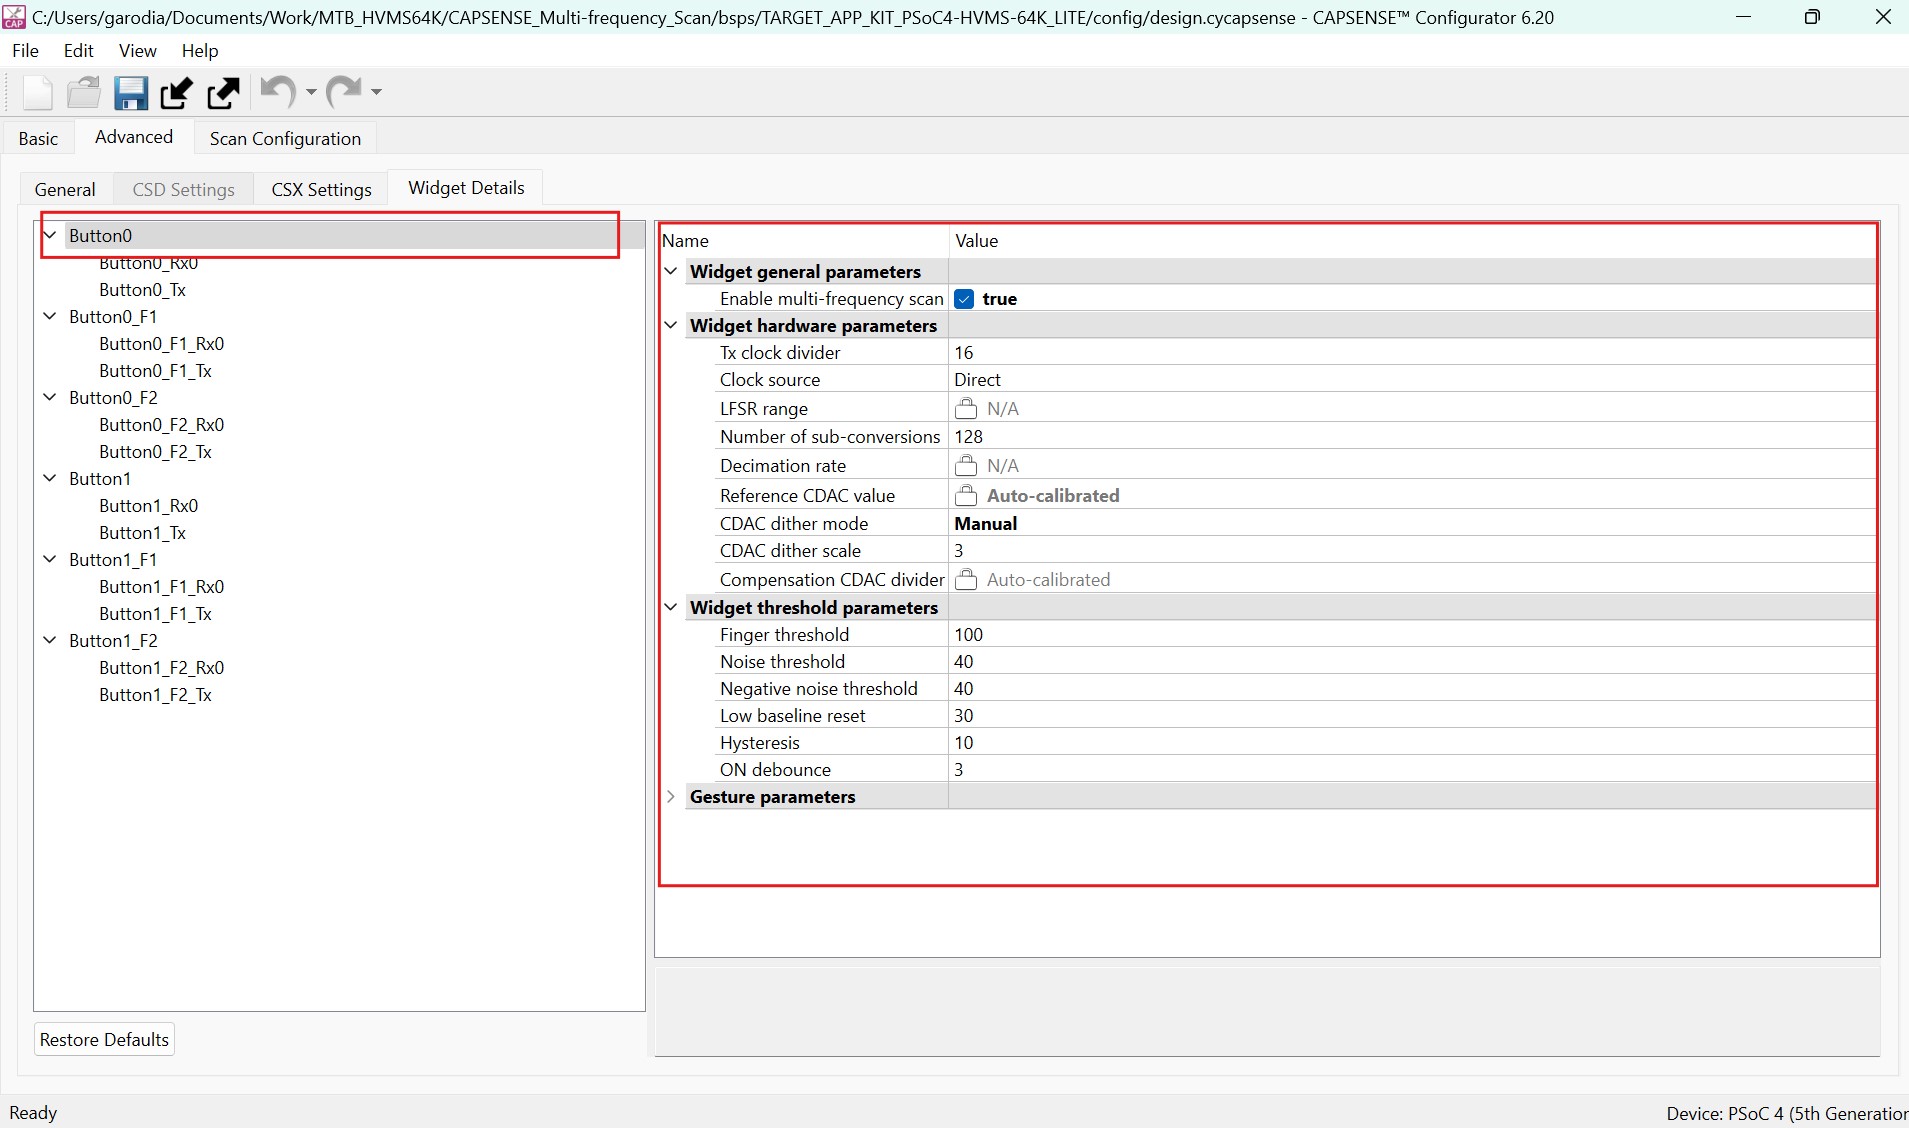 C:/Users/garodia/Documents/Work/MTB_HVMS64K/CAPSENSE_Multi-frequency_Scan/bsps/TARGET_APP_KIT_PSoC4-HVMS-64K_LITE/config/design.cycapsense - CAPSENSE™ Configurator 6.20
File Edit View Help
Basic Advanced Scan Configuration
General CSD Settings CSX Settings Widget Details
Button0
Button0_Rx0
Button0_Tx
Button0_F1
Button0_F1_Rx0
Button0_F1_Tx
Button0_F2
Button0_F2_Rx0
Button0_F2_Tx
Button1
Button1_Rx0
Button1_Tx
Button1_F1
Button1_F1_Rx0
Button1_F1_Tx
Button1_F2
Button1_F2_Rx0
Button1_F2_Tx
Restore Defaults
Name Value
Widget general parameters
Enable multi-frequency scan true
Widget hardware parameters
Tx clock divider 16
Clock source Direct
LFSR range N/A
Number of sub-conversions 128
Decimation rate N/A
Reference CDAC value Auto-calibrated
CDAC dither mode Manual
CDAC dither scale 3
Compensation CDAC divider Auto-calibrated
Widget threshold parameters
Finger threshold 100
Noise threshold 40
Negative noise threshold 40
Low baseline reset 30
Hysteresis 10
ON debounce 3
Gesture parameters
Ready
Device: PSoC 4 (5th Generation
CAP